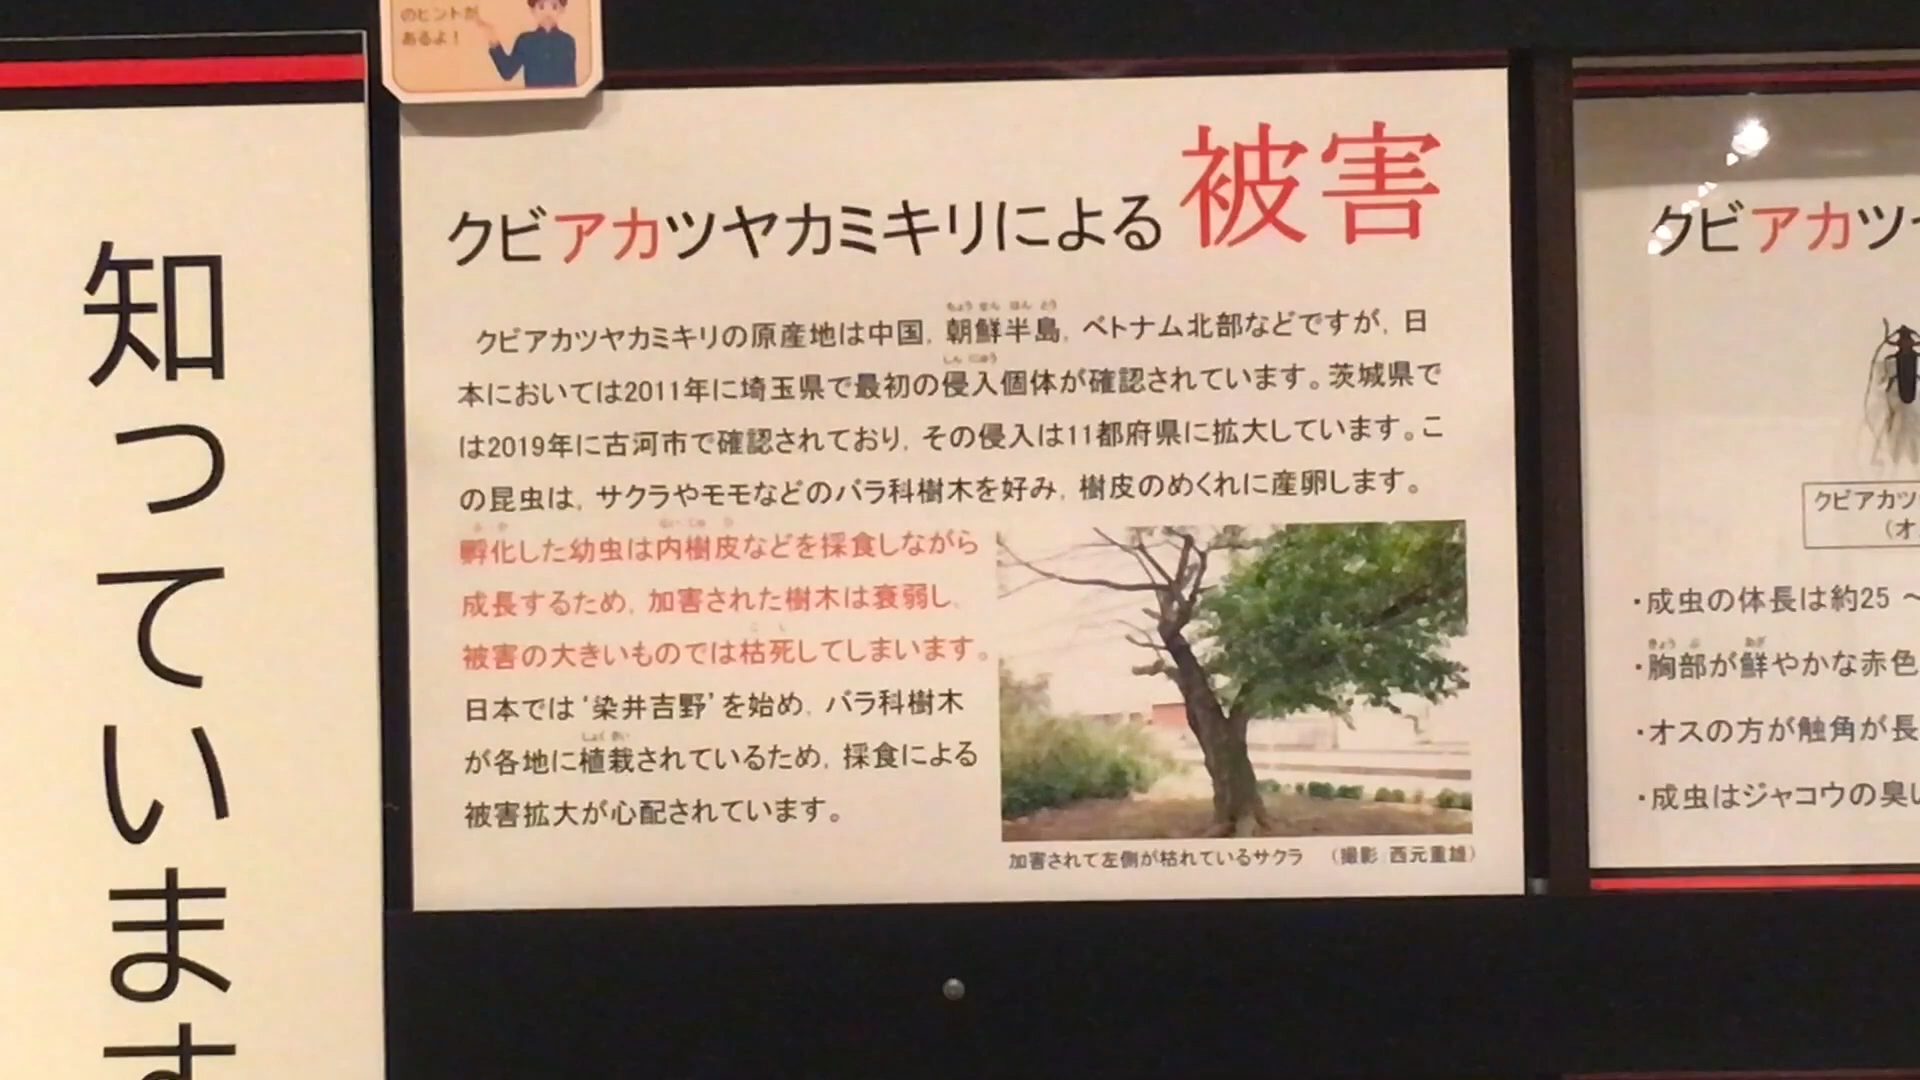 のヒントが
あるよ！
知っています
クビアカツヤカミキリによる被害
クビアカツヤカミキリの原産地は中国，朝鮮半島，ベトナム北部などですが，日
本においては2011年に埼玉県で最初の侵入個体が確認されています。茨城県で
は2019年に古河市で確認されており，その侵入は11都府県に拡大しています。こ
の昆虫は，サクラやモモなどのバラ科樹木を好み，樹皮のめくれに産卵します。
孵化した幼虫は内樹皮などを採食しながら
成長するため，加害された樹木は衰弱し，
被害の大きいものでは枯死してしまいます。
日本では‘染井吉野’を始め，バラ科樹木
が各地に植栽されているため，採食による
被害拡大が心配されています。
加害されて左側が枯れているサクラ （撮影 西元重雄）
クビアカツ
クビアカツ
（オ
・成虫の体長は約25 ～
・胸部が鮮やかな赤色
・オスの方が触角が長
・成虫はジャコウの臭い